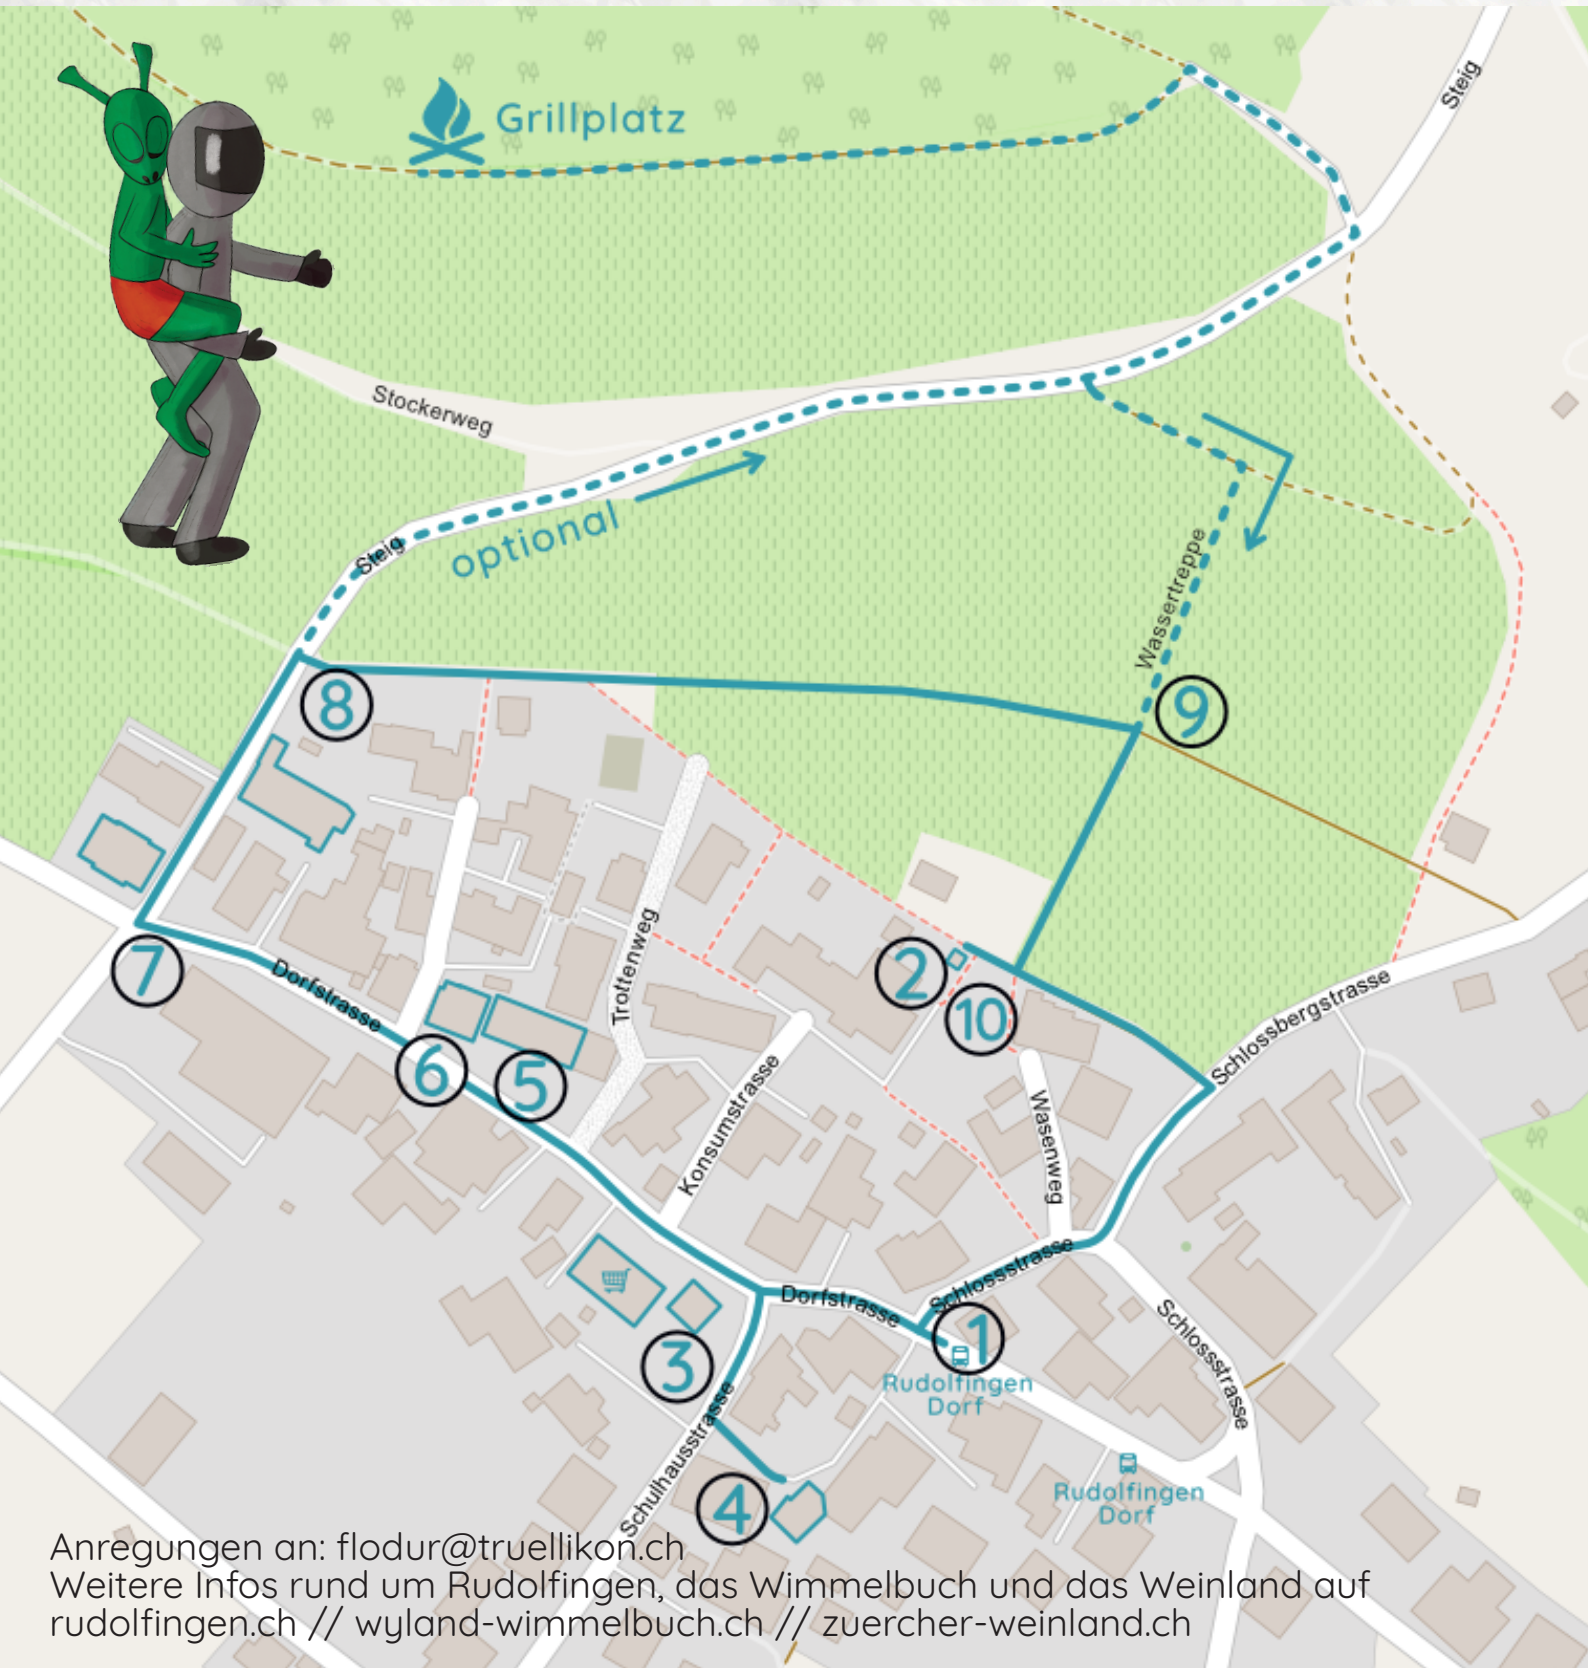 Grillplatz
Steig
Stockerweg
optional
Steig
Wassertreppe
8
9
7
Dorfstrasse
Trottenweg
2
10
6
5
Konsumstrasse
Wasenweg
Schlossbergstrasse
Schlossstrasse
Dorfstrasse
1
3
Schlossstrasse
Rudolfingen
Dorf
Schulhausstrasse
4
Rudolfingen
Dorf
Anregungen an: flodur@truellikon.ch
Weitere Infos rund um Rudolfingen, das Wimmelbuch und das Weinland auf
rudolfingen.ch // wyland-wimmelbuch.ch // zuercher-weinland.ch